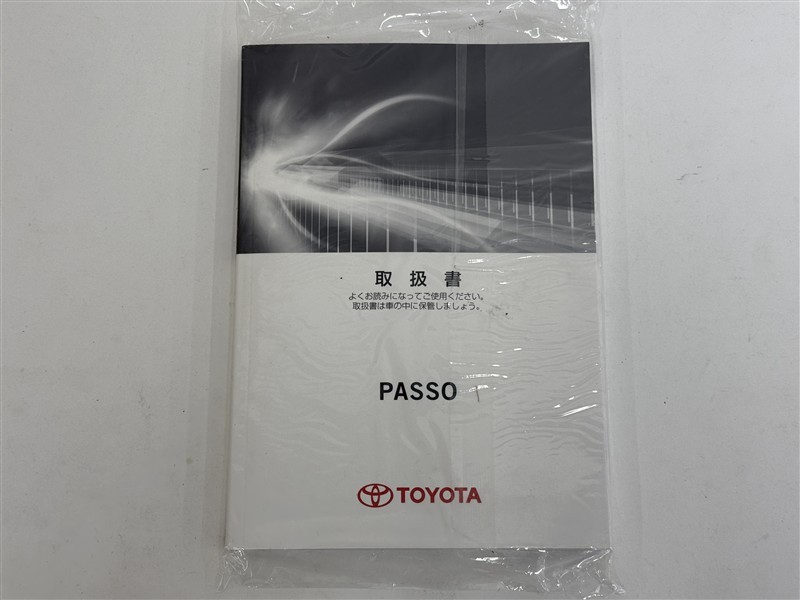 取扱書
よくお読みになってご使用ください。
取扱書は車の中に保管しましょう。
PASSO
TOYOTA